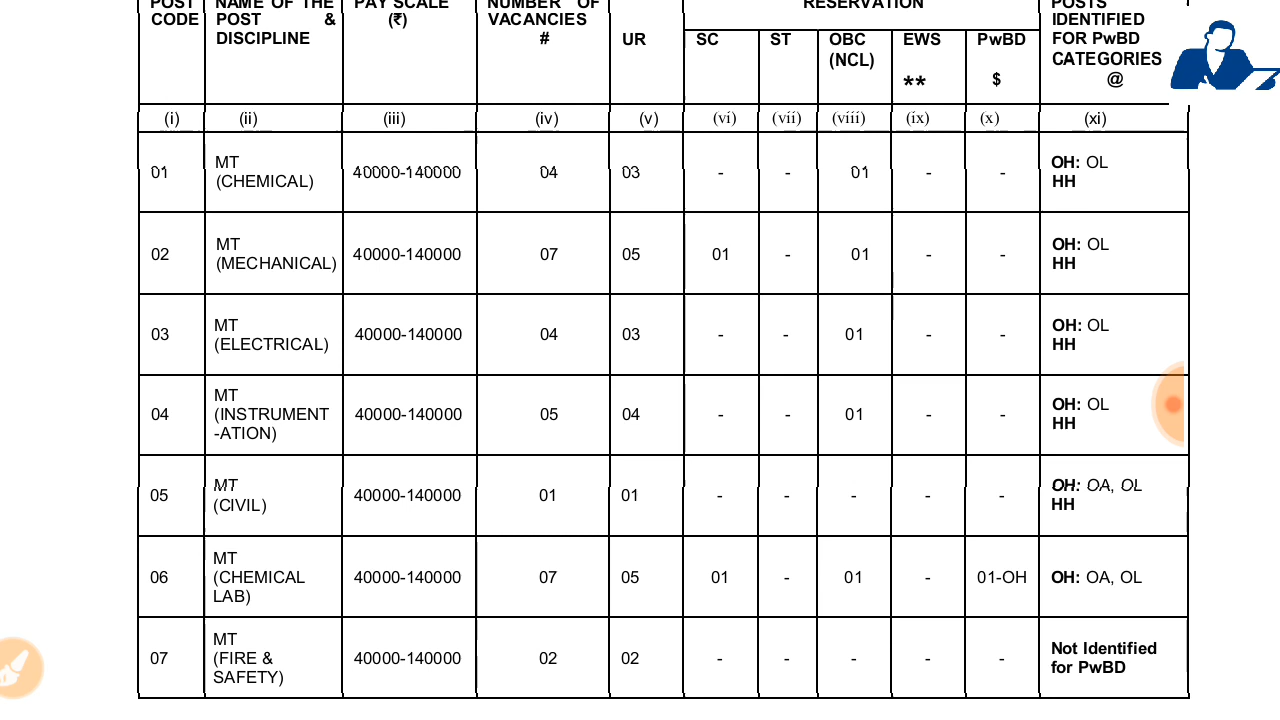 POST NAME OF THE PAY SCALE NUMBER OF RESERVATION POSTS
CODE POST & (₹) VACANCIES IDENTIFIED
DISCIPLINE # UR SC ST OBC EWS PwBD FOR PwBD
(NCL) CATEGORIES
** $ @
(i) (ii) (iii) (iv) (v) (vi) (vii) (viii) (ix) (x) (xi)
01 MT (CHEMICAL) 40000-140000 04 03 - - 01 - - OH: OL
HH
02 MT (MECHANICAL) 40000-140000 07 05 01 - 01 - - OH: OL
HH
03 MT (ELECTRICAL) 40000-140000 04 03 - - 01 - - OH: OL
HH
04 MT (INSTRUMENT -ATION) 40000-140000 05 04 - - 01 - - OH: OL
HH
05 MT (CIVIL) 40000-140000 01 01 - - - - - OH: OA, OL
HH
06 MT (CHEMICAL LAB) 40000-140000 07 05 01 - 01 - 01-OH OH: OA, OL
07 MT (FIRE & SAFETY) 40000-140000 02 02 - - - - - Not Identified
for PwBD